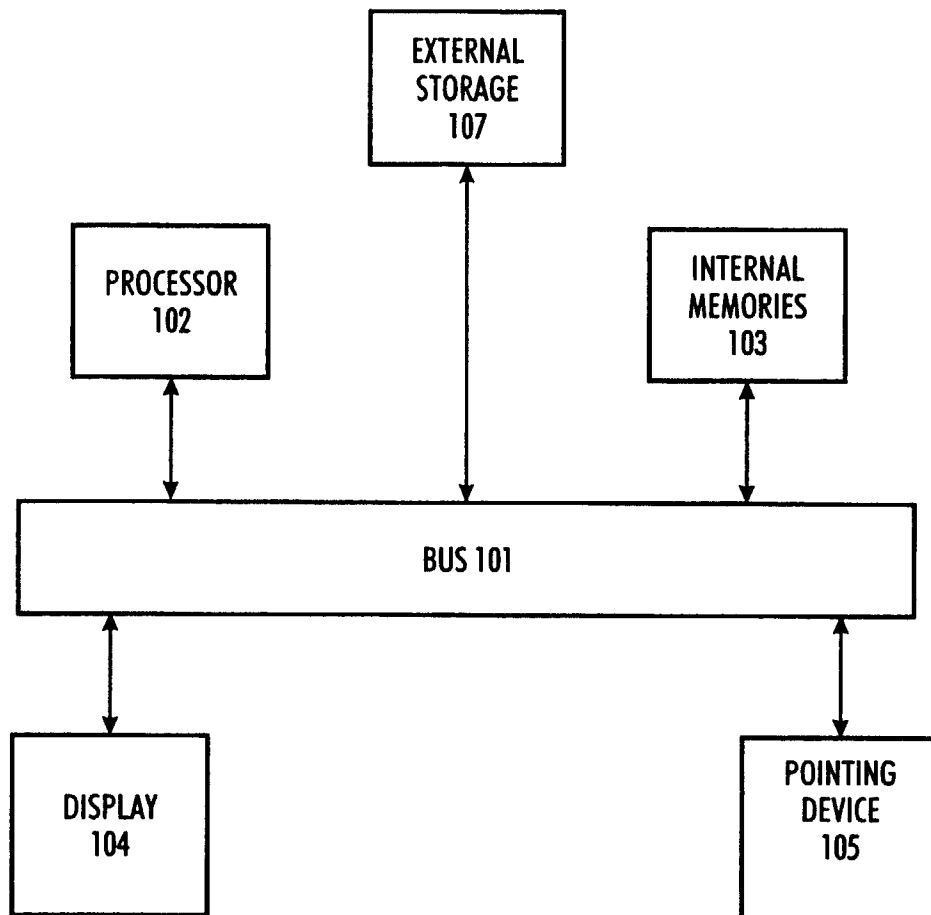 EXTERNAL
STORAGE
107
PROCESSOR
102
INTERNAL
MEMORIES
103
BUS 101
DISPLAY
104
POINTING
DEVICE
105